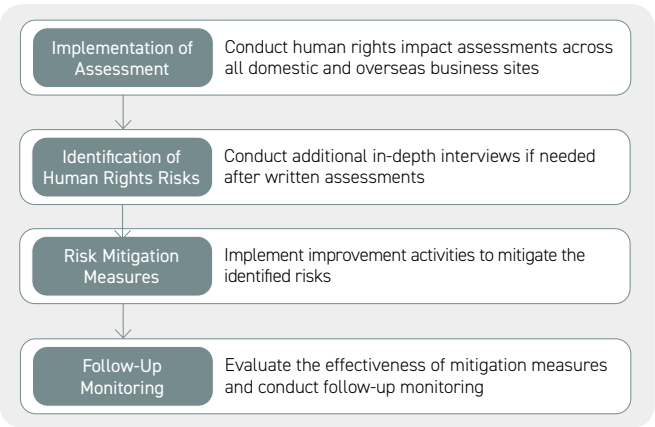 Implementation of
Assessment
Conduct human rights impact assessments across
all domestic and overseas business sites
Identification of
Human Rights Risks
Conduct additional in-depth interviews if needed
after written assessments
Risk Mitigation
Measures
Implement improvement activities to mitigate the
identified risks
Follow-Up
Monitoring
Evaluate the effectiveness of mitigation measures
and conduct follow-up monitoring